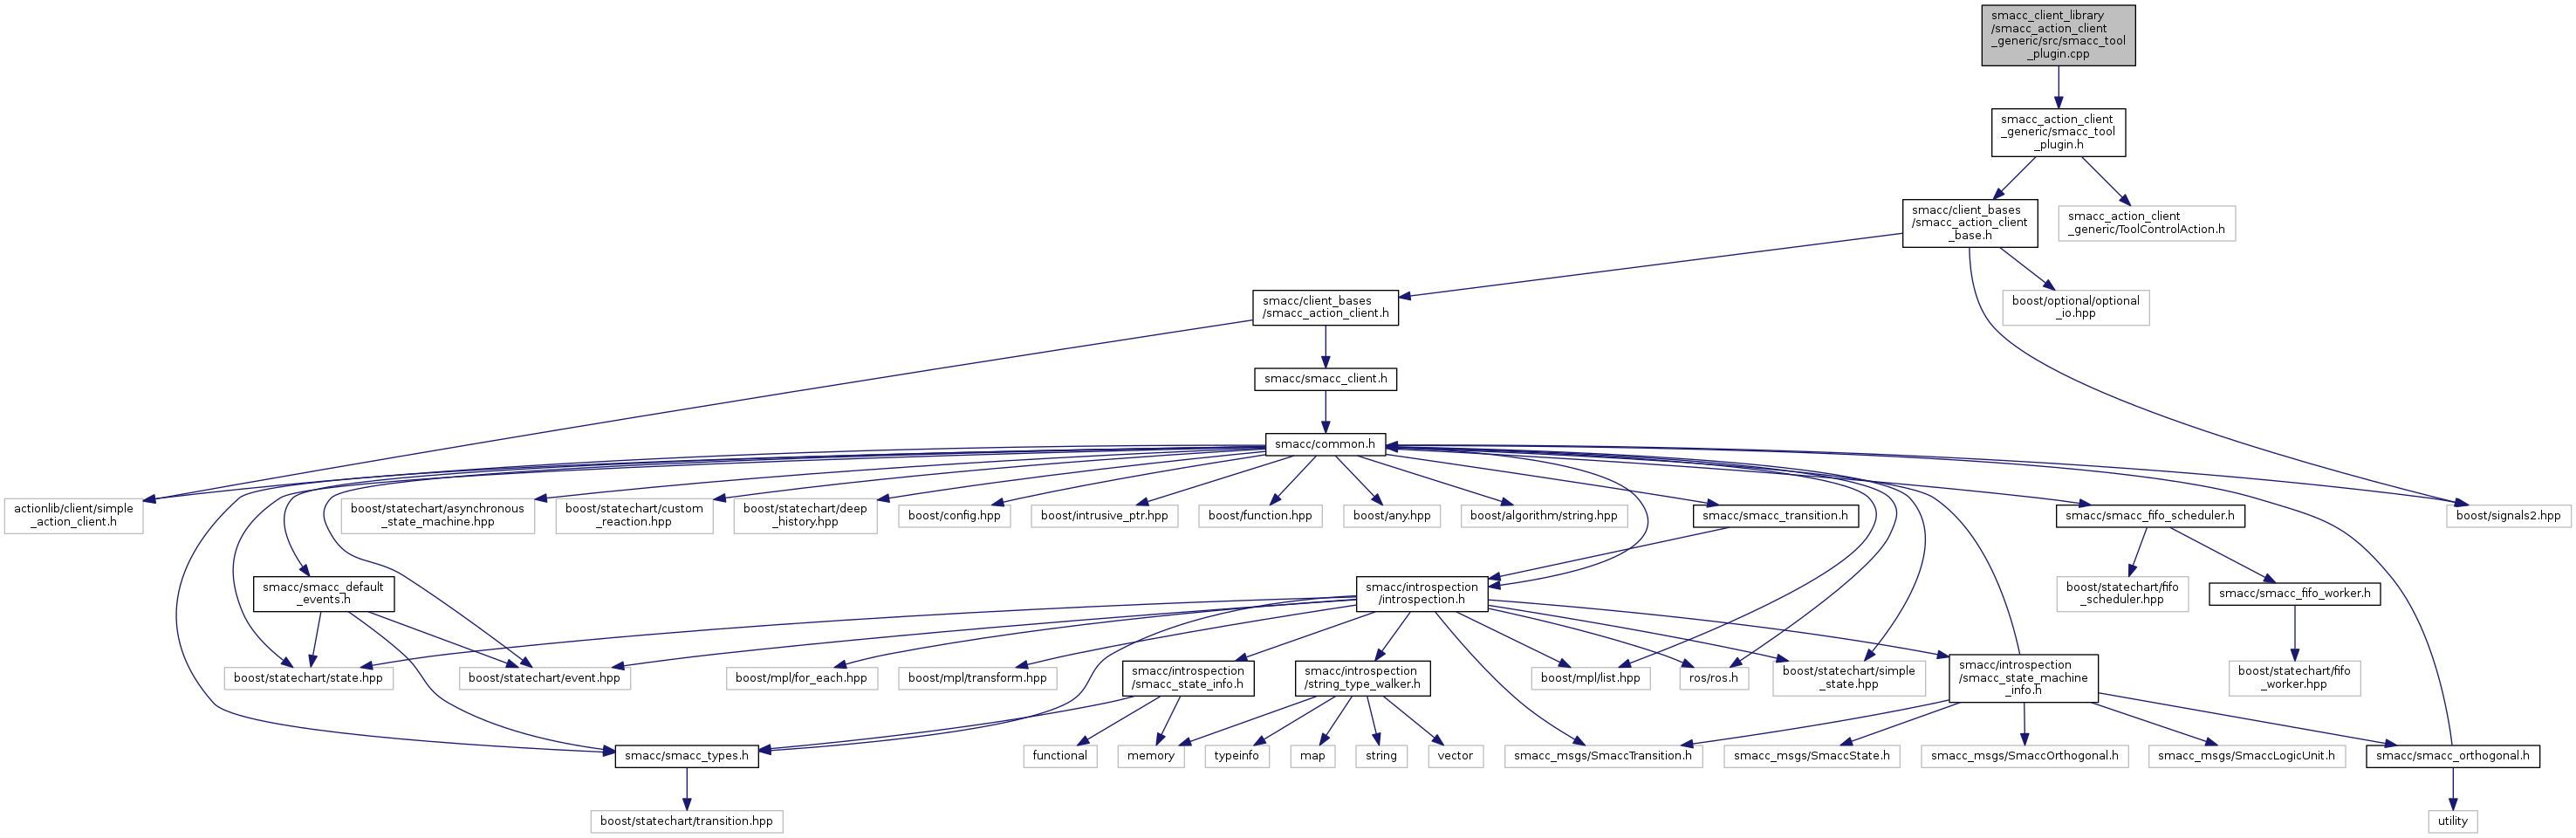 smacc_client_library
/smacc_action_client
_generic/src/smacc_tool
_plugin.cpp
smacc_action_client
_generic/smacc_tool
_plugin.h
smacc/client_bases
/smacc_action_client
_base.h
smacc_action_client
_generic/ToolControlAction.h
smacc/client_bases
/smacc_action_client.h
boost/optional/optional
_io.hpp
smacc/smacc_client.h
smacc/common.h
actionlib/client/simple
_action_client.h
boost/statechart/asynchronous
_state_machine.hpp
boost/statechart/custom
_reaction.hpp
boost/statechart/deep
_history.hpp
boost/config.hpp
boost/intrusive_ptr.hpp
boost/function.hpp
boost/any.hpp
boost/algorithm/string.hpp
smacc/smacc_transition.h
smacc/smacc_fifo_scheduler.h
boost/signals2.hpp
smacc/smacc_default
_events.h
smacc/introspection
/introspection.h
boost/statechart/fifo
_scheduler.hpp
smacc/smacc_fifo_worker.h
boost/statechart/state.hpp
boost/statechart/event.hpp
boost/mpl/for_each.hpp
boost/mpl/transform.hpp
smacc/introspection
/smacc_state_info.h
smacc/introspection
/string_type_walker.h
boost/mpl/list.hpp
ros/ros.h
boost/statechart/simple
_state.hpp
smacc/introspection
/smacc_state_machine
_info.h
boost/statechart/fifo
_worker.hpp
smacc/smacc_types.h
functional
memory
typeinfo
map
string
vector
smacc_msgs/SmaccTransition.h
smacc_msgs/SmaccState.h
smacc_msgs/SmaccOrthogonal.h
smacc_msgs/SmaccLogicUnit.h
smacc/smacc_orthogonal.h
boost/statechart/transition.hpp
utility